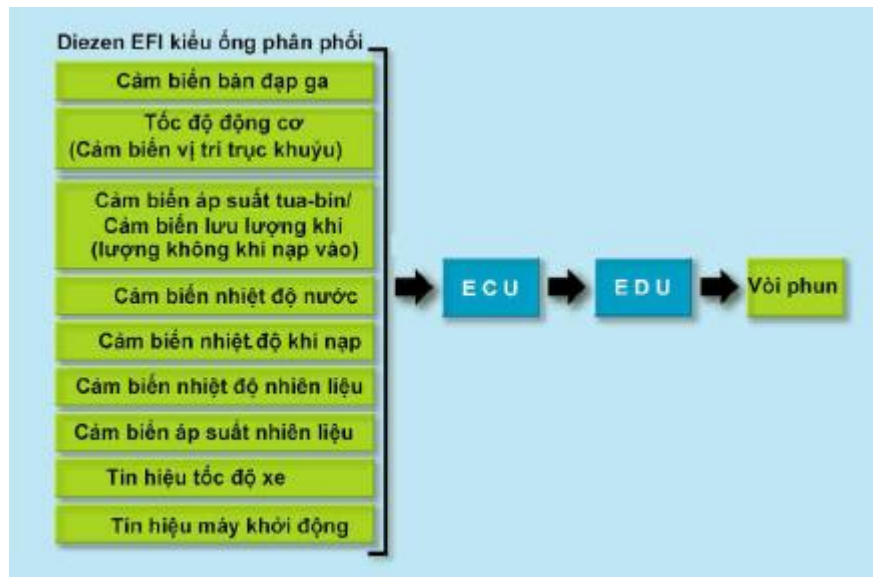 Diezen EFI kiểu ống phân phối
Cảm biến bàn đạp ga
Tốc độ động cơ
(Cảm biến vị trí trục khuỷu)
Cảm biến áp suất tua-bin/
Cảm biến lưu lượng khí
(lượng không khí nạp vào)
Cảm biến nhiệt độ nước
Cảm biến nhiệt độ khí nạp
Cảm biến nhiệt độ nhiên liệu
Cảm biến áp suất nhiên liệu
Tín hiệu tốc độ xe
Tín hiệu máy khởi động
ECU
EDU
Vòi phun